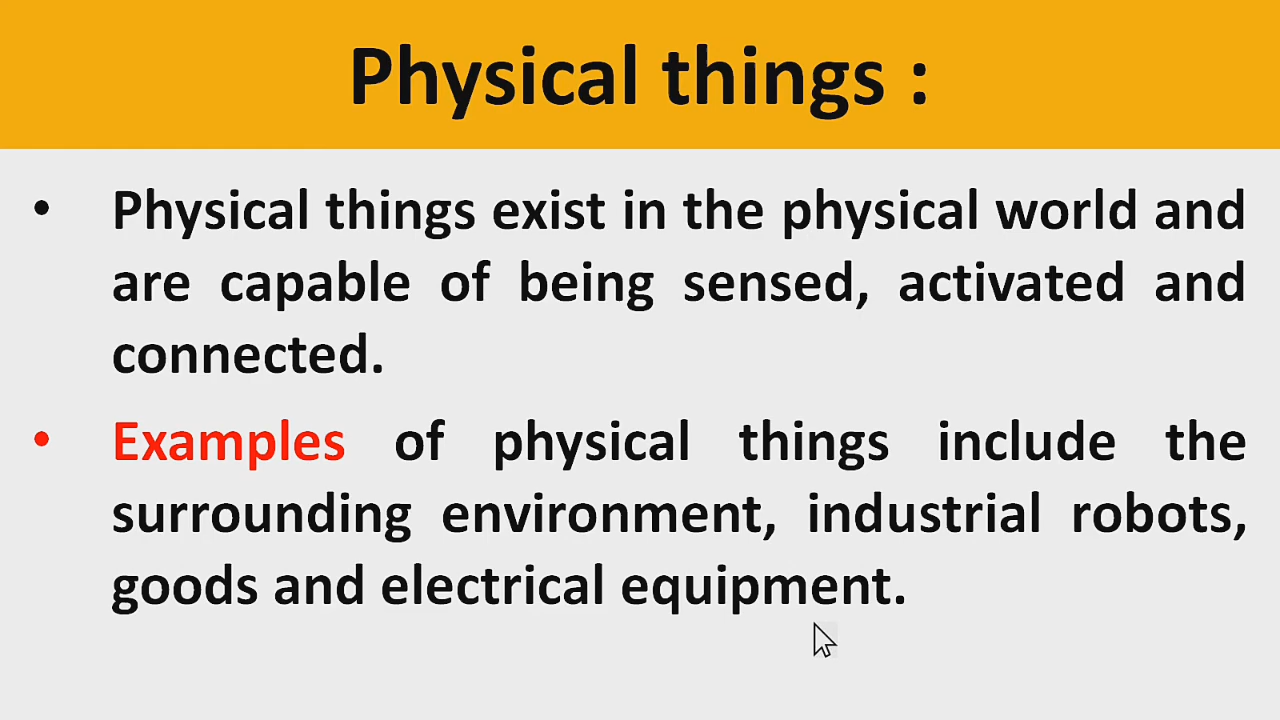 Physical things :
• Physical things exist in the physical world and
are capable of being sensed, activated and
connected.
• Examples of physical things include the
surrounding environment, industrial robots,
goods and electrical equipment.